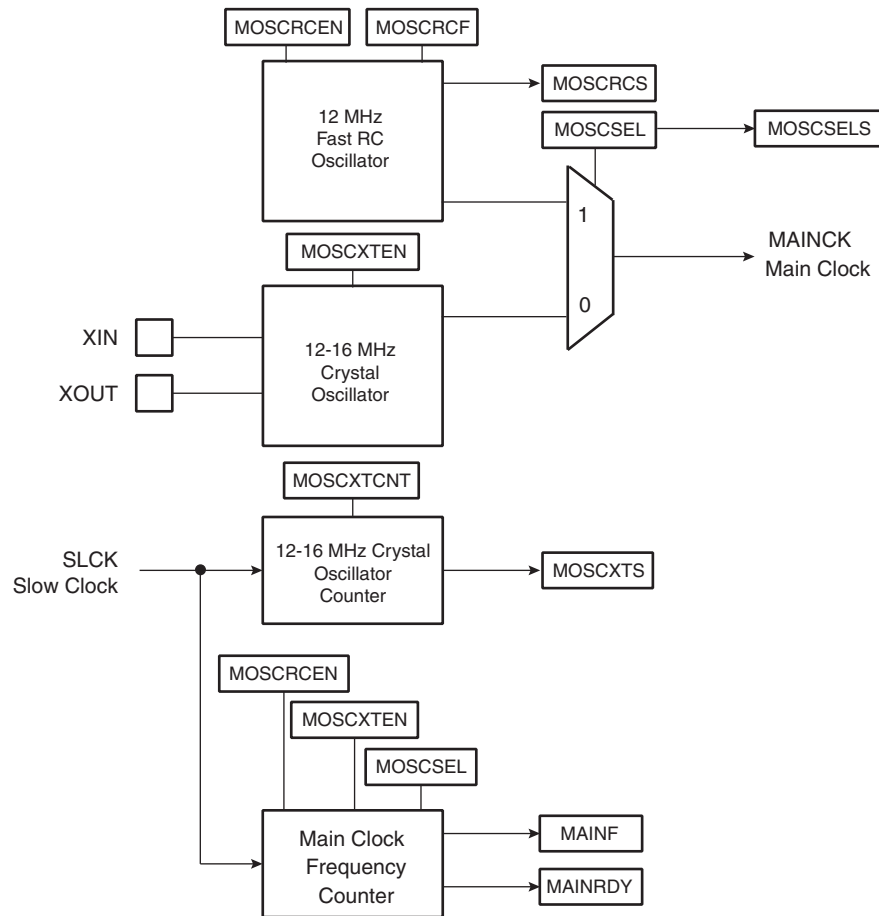 MOSCRCEN
MOSCRCF
12 MHz
Fast RC
Oscillator
MOSCRCS
MOSCSEL
MOSCSELS
1
0
MAINCK
Main Clock
MOSCXTEN
XIN
XOUT
12-16 MHz
Crystal
Oscillator
MOSCXTCNT
SLCK
Slow Clock
12-16 MHz Crystal
Oscillator
Counter
MOSCXTS
MOSCRCEN
MOSCXTEN
MOSCSEL
Main Clock
Frequency
Counter
MAINF
MAINRDY